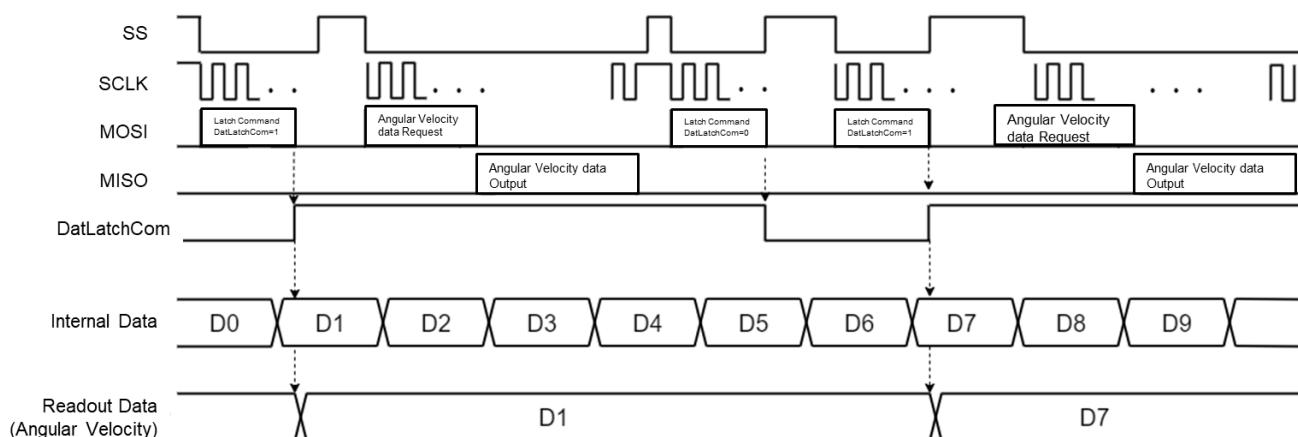 SS
SCLK
. .
. . .
. .
. . .
. . .
MOSI
Latch Command
DatLatchCom=1
Angular Velocity
data Request
Latch Command
DatLatchCom=0
Latch Command
DatLatchCom=1
Angular Velocity
data Request
MISO
Angular Velocity data
Output
Angular Velocity data
Output
DatLatchCom
Internal Data
D0
D1
D2
D3
D4
D5
D6
D7
D8
D9
Readout Data
(Angular Velocity)
D1
D7